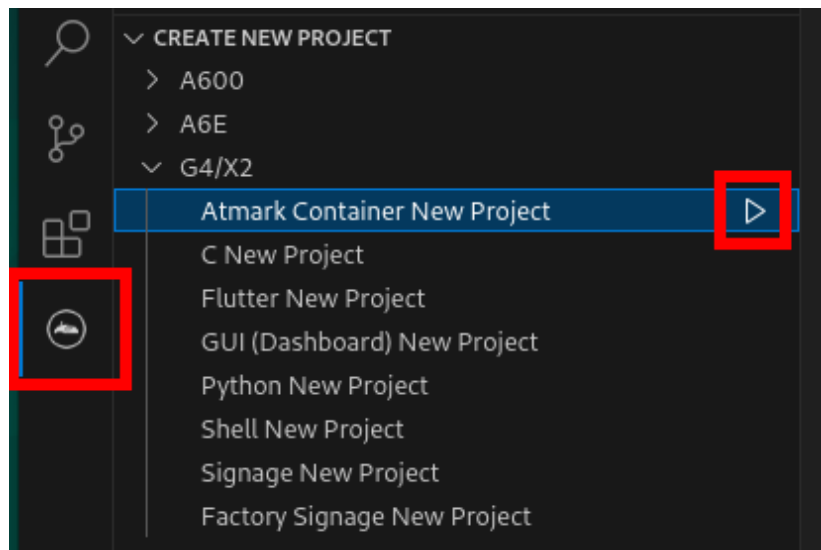 CREATE NEW PROJECT
A600
A6E
G4/X2
Atmark Container New Project
C New Project
Flutter New Project
GUI (Dashboard) New Project
Python New Project
Shell New Project
Signage New Project
Factory Signage New Project